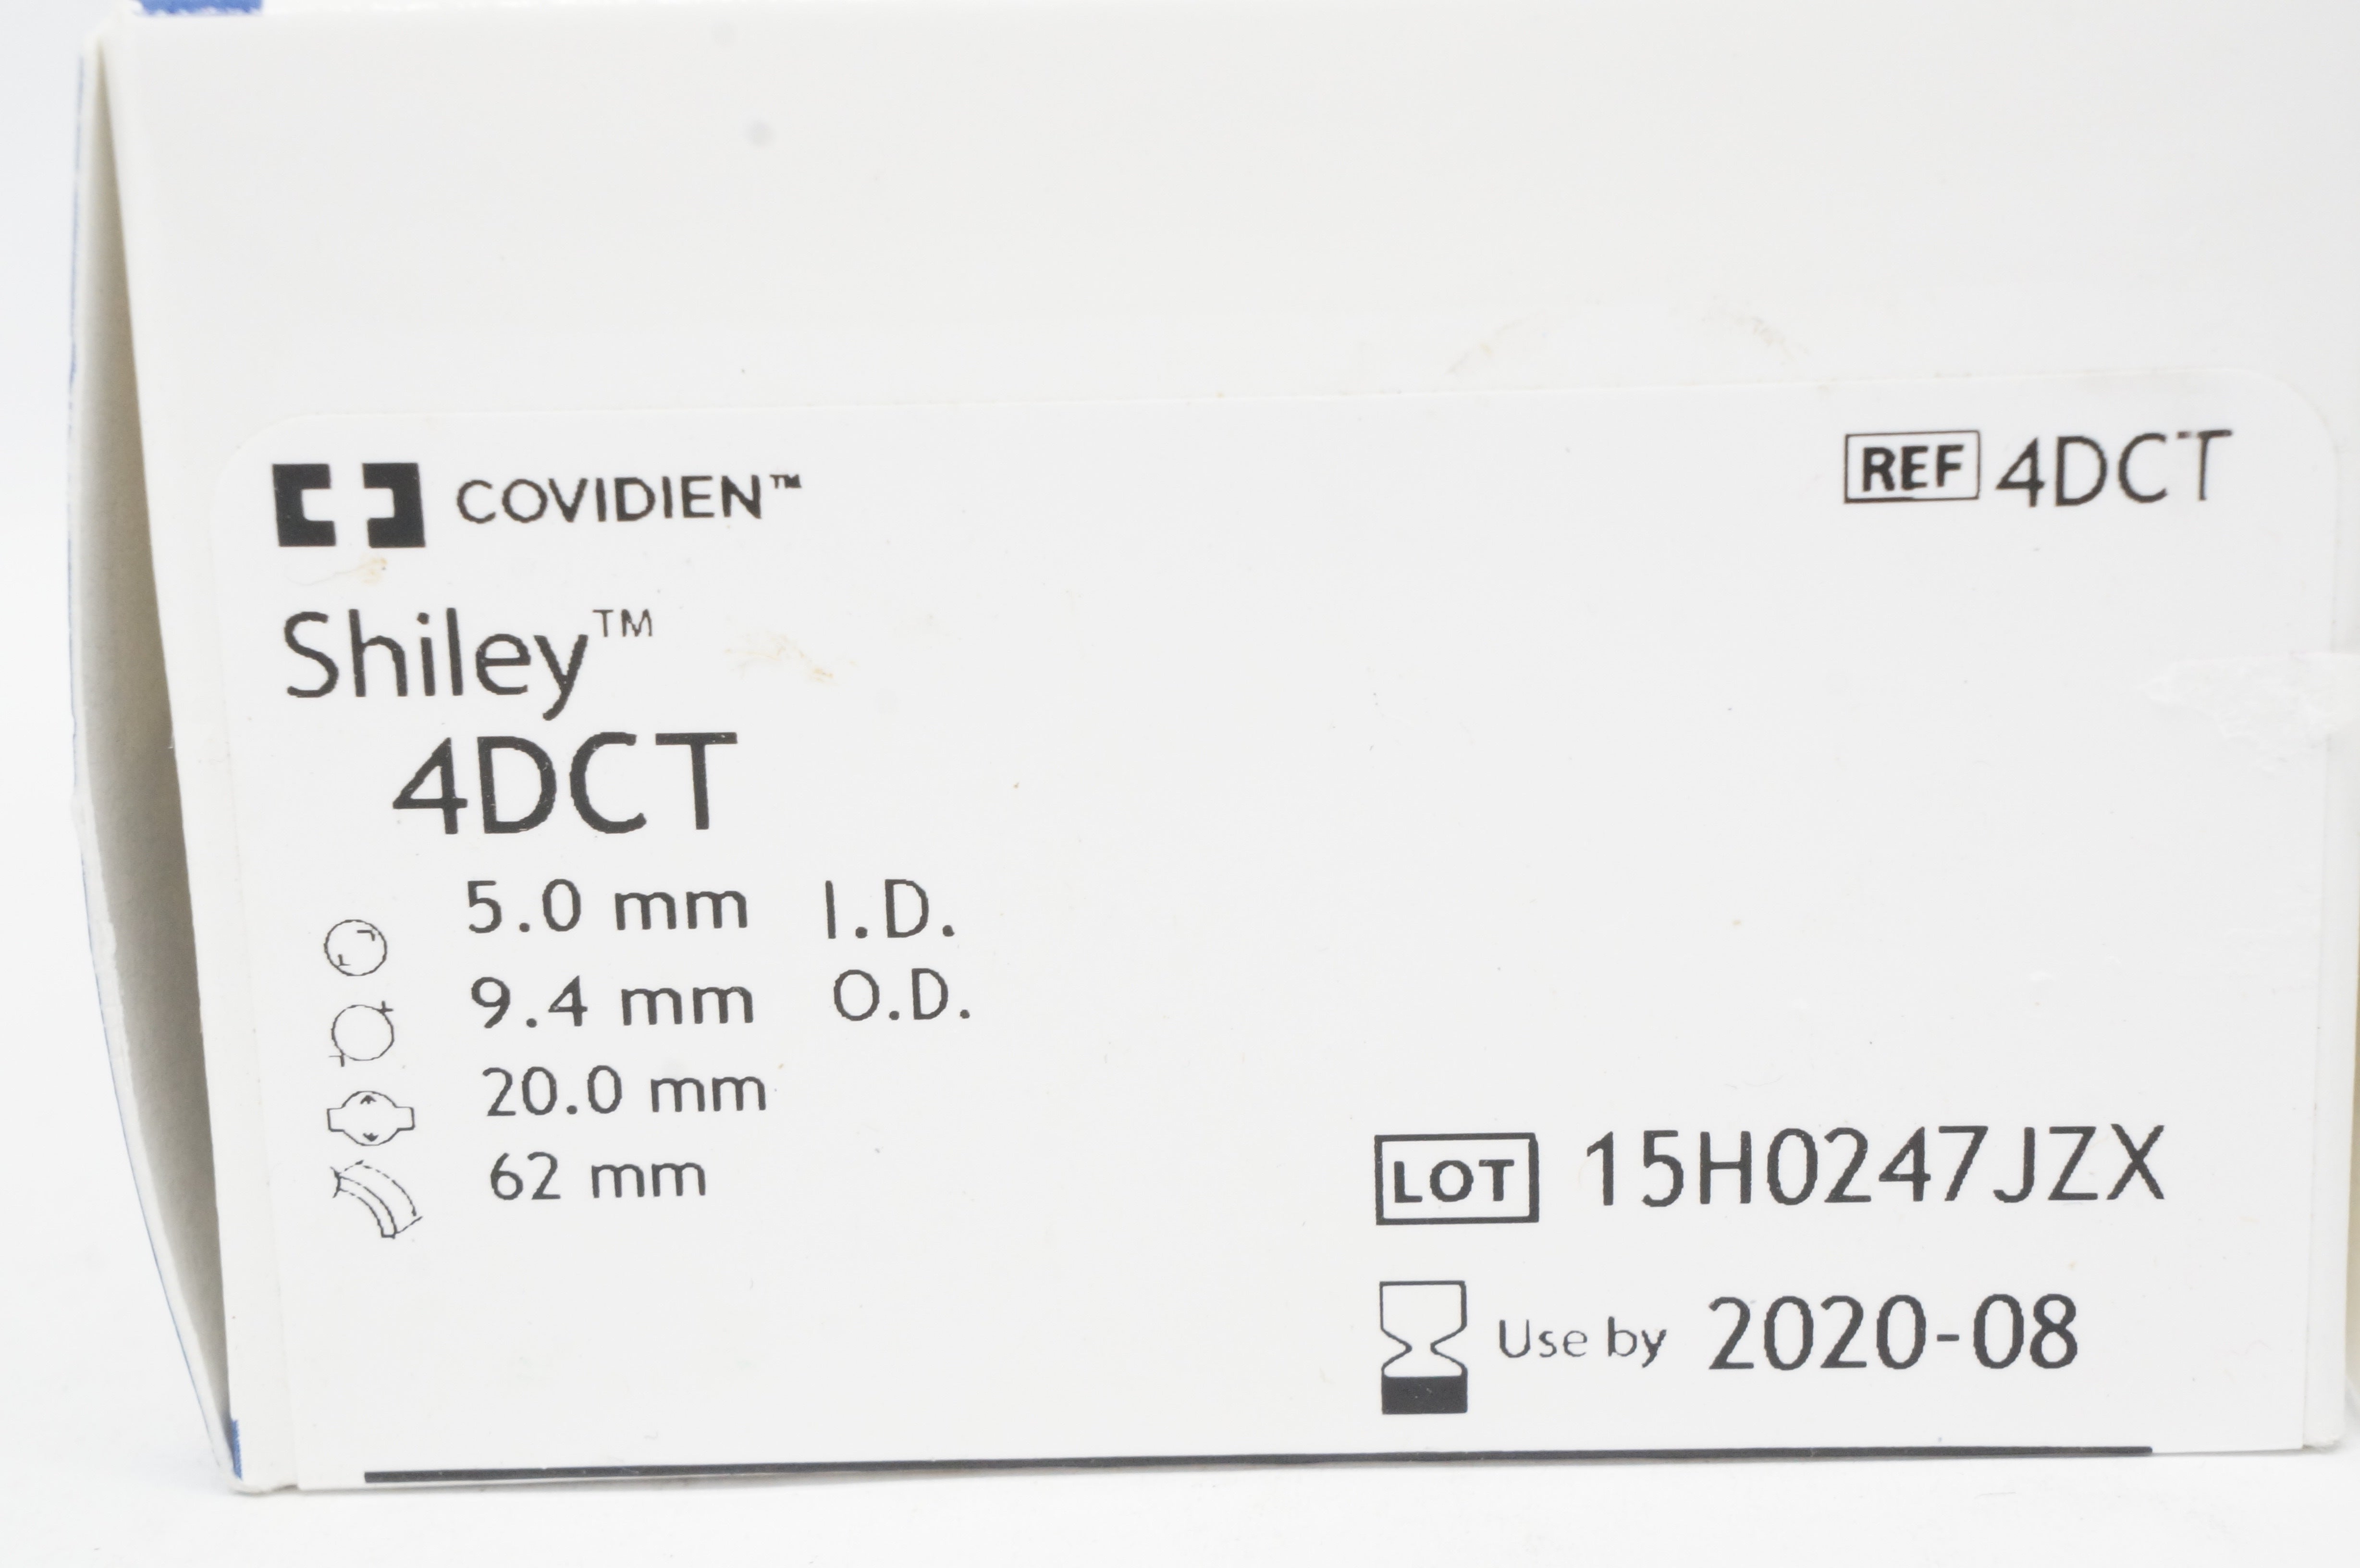 COVIDIEN™
REF 4DCT
Shiley™
4DCT
5.0 mm I.D.
9.4 mm O.D.
20.0 mm
62 mm
LOT 15H0247JZX
Use by 2020-08